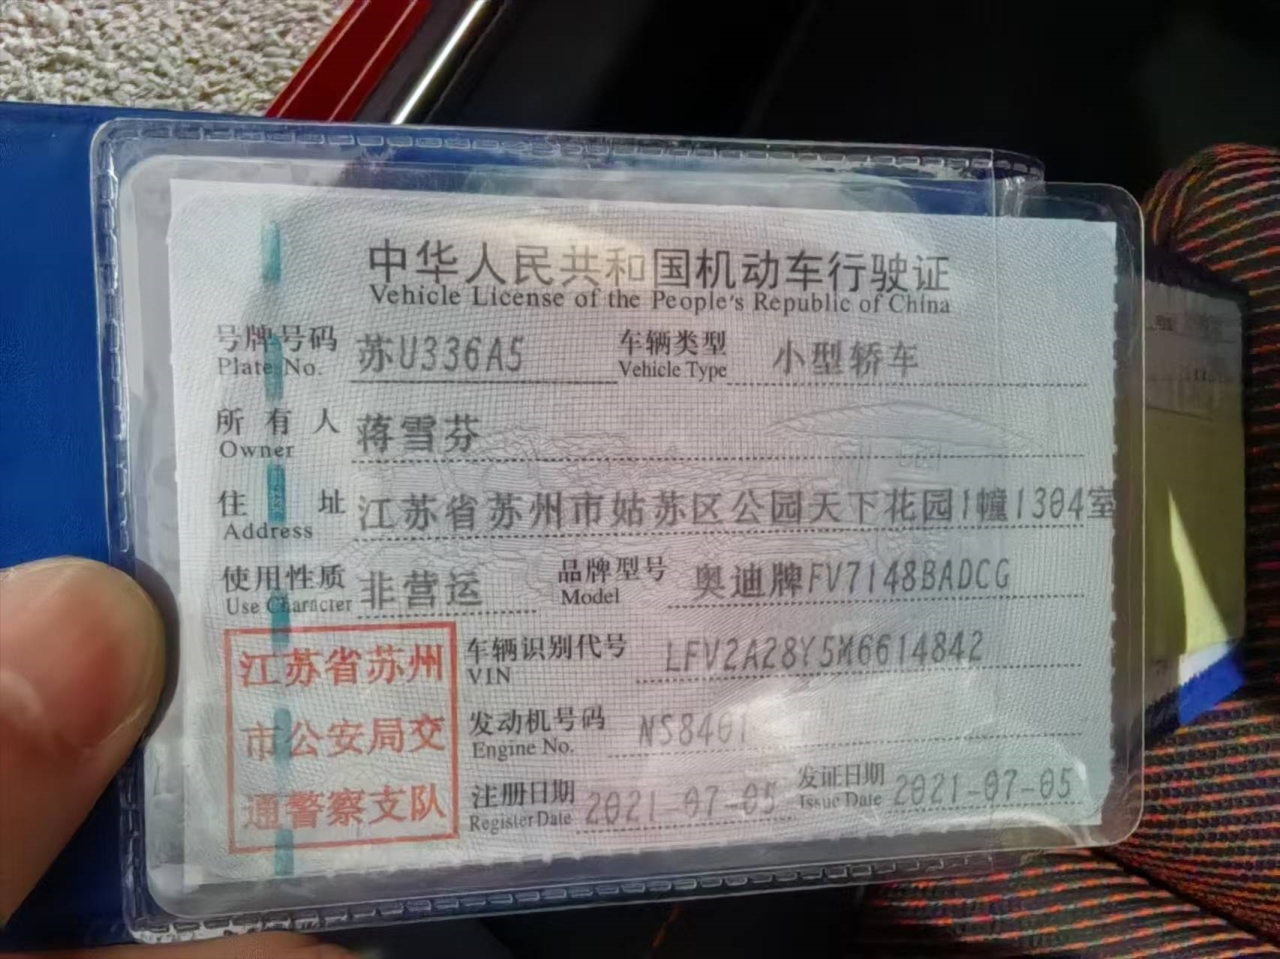 中华人民共和国机动车行驶证
Vehicle License of the People's Republic of China
号牌号码 苏U336A5 车辆类型 小型轿车
Plate No. Vehicle Type
所有人 蒋雪芬
Owner
住址 江苏省苏州市姑苏区公园天下花园1幢1304室
Address
使用性质 非营运 品牌型号 奥迪牌FV7148BADCG
Use Character Model
江苏省苏州
市公安局交
通警察支队
车辆识别代号 LFV2A28Y5M6614842
VIN
发动机号码 NS8401
Engine No.
注册日期 2021-07-05 发证日期 2021-07-05
Register Date Issue Date